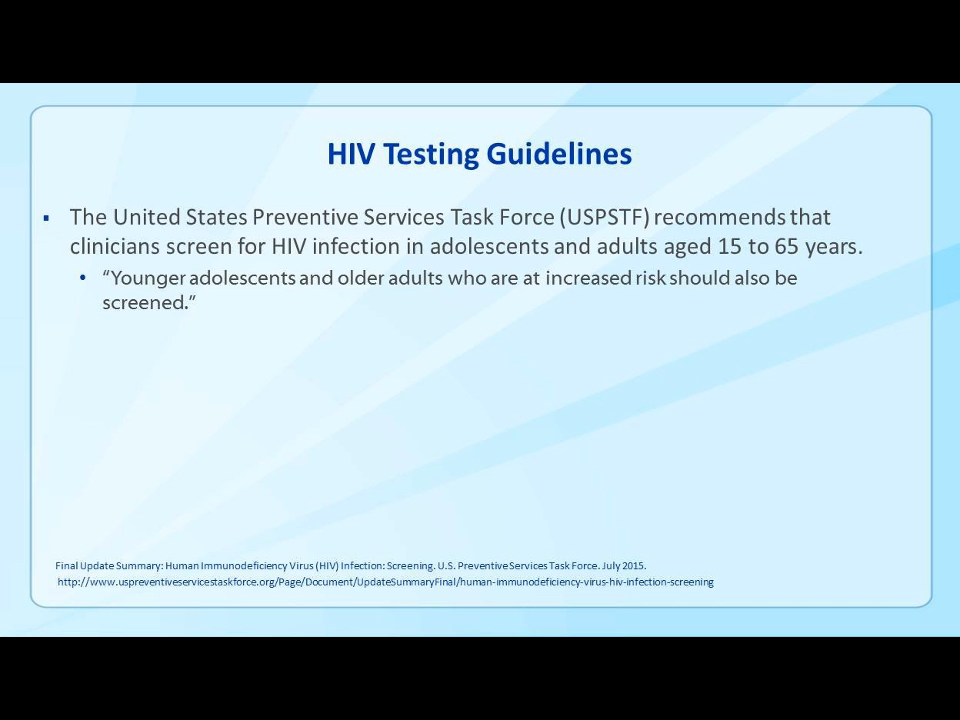 HIV Testing Guidelines
▪ The United States Preventive Services Task Force (USPSTF) recommends that
clinicians screen for HIV infection in adolescents and adults aged 15 to 65 years.
• “Younger adolescents and older adults who are at increased risk should also be
screened.”
Final Update Summary: Human Immunodeficiency Virus (HIV) Infection: Screening. U.S. Preventive Services Task Force. July 2015.
http://www.uspreventiveservicestaskforce.org/Page/Document/UpdateSummaryFinal/human-immunodeficiency-virus-hiv-infection-screening